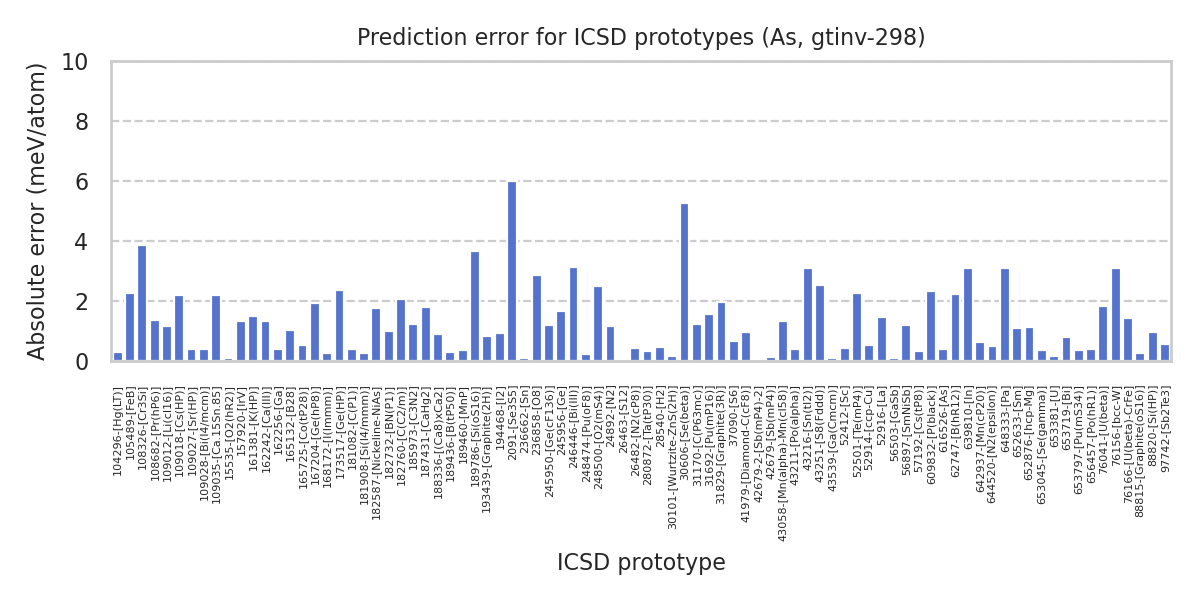 Prediction error for ICSD prototypes (As, gtinv-298)
Absolute error (meV/atom)
10
8
6
4
2
0
104296-[Hg(LT)]
105489-[FeB]
108326-[Cr3Si]
108682-[Pr(hP6)]
109012-[Li(cI16)]
109018-[Cs(HP)]
109027-[Sr(HP)]
109028-[Bi(I4/mcm)]
109035-[Ca.15Sn.85]
15535-[O2(hR2)]
157920-[IrV]
161381-[K(HP)]
162242-[Ca(III)]
162256-[Ga]
165132-[B28]
165725-[Co(tP28)]
167204-[Ge(hP8)]
168172-[I(Immm)]
173517-[Ge(HP)]
181082-[C(P1)]
181908-[Si(I4/mmm)]
182587-[Nickeline-NiAs]
182732-[BN(P1)]
182760-[C(C2/m)]
185973-[C3N2]
187431-[CaHg2]
188336-[(Ca8)xCa2]
189436-[B(tP50)]
189460-[MnP]
189786-[Si(oS16)]
193439-[Graphite(2H)]
194468-[I2]
2091-[Se3S5]
236662-[Sn]
236858-[O8]
245950-[Ge(cF136)]
245956-[Ge]
246446-[Bi(III)]
248474-[Pu(oF8)]
248500-[O2(mS4)]
24892-[N2]
26463-[S12]
26482-[N2(cP8)]
280872-[Ta(tP30)]
28540-[H2]
30101-[Wurtzite-ZnS(2H)]
30606-[Se(beta)]
31170-[C(P63mc)]
31692-[Pu(mP16)]
31829-[Graphite(3R)]
37090-[S6]
41979-[Diamond-C(cF8)]
42679-2-[Sb(mP4)-2]
42679-[Sb(mP4)]
43058-[Mn(alpha)-Mn(cI58)]
43211-[Po(alpha)]
43216-[Sn(tI2)]
43251-[S8(Fddd)]
43539-[Ga(Cmcm)]
52412-[Sc]
52501-[Te(mP4)]
52914-[ccp-Cu]
52916-[La]
56503-[GaSb]
56897-[SmNiSb]
57192-[Cs(tP8)]
609832-[P(black)]
616526-[As]
62747-[B(hR12)]
639810-[In]
642937-[Mn(cP20)]
644520-[N2(epsilon)]
648333-[Pa]
652633-[Sm]
652876-[hcp-Mg]
653045-[Se(gamma)]
653381-[U]
653719-[Bi]
653797-[Pu(mS34)]
656457-[Po(hR1)]
76041-[U(beta)]
76156-[bcc-W]
76166-[U(beta)-CrFe]
88815-[Graphite(oS16)]
88820-[Si(HP)]
97742-[Sb2Te3]
ICSD prototype